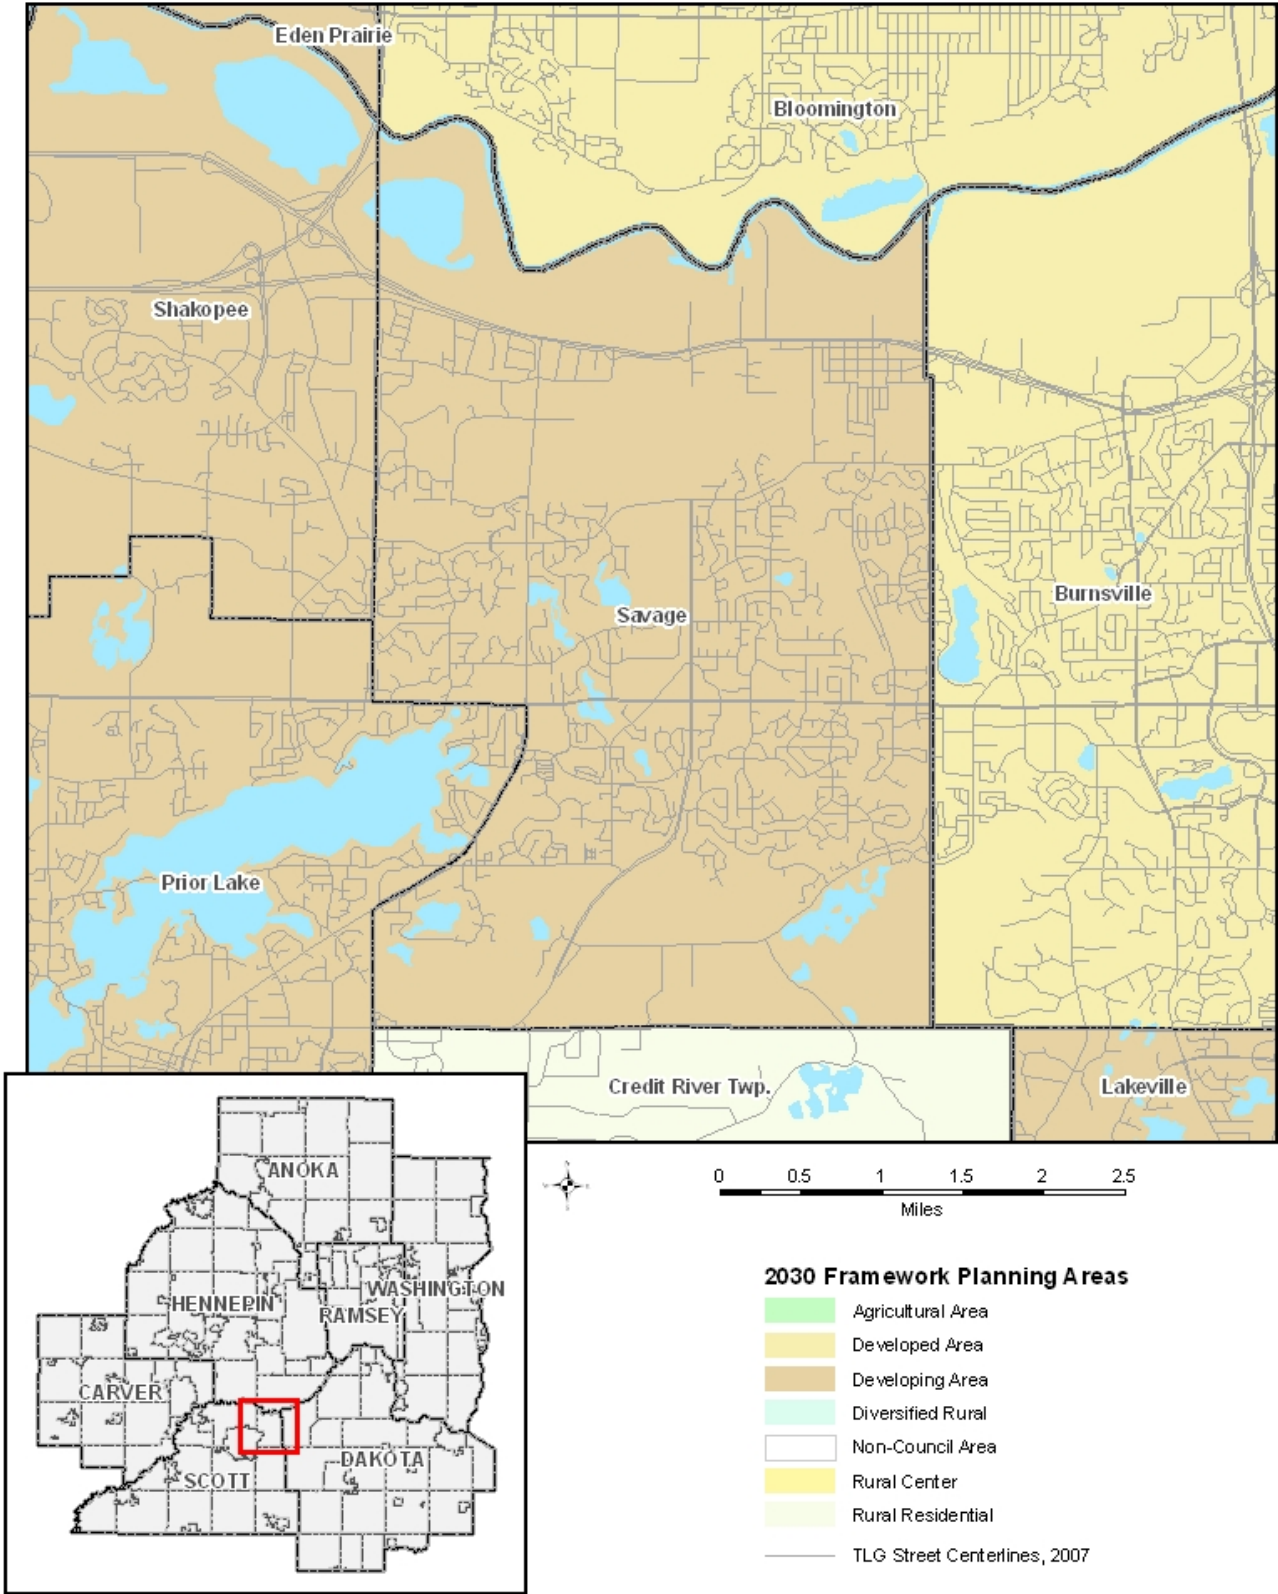 Eden Prairie
Bloomington
Shakopee
Burnsville
Savage
Prior Lake
Credit River Twp.
Lakeville
ANOKA
WASHINGTON
HENNEPIN
RAMSEY
CARVER
DAKOTA
SCOTT
0 0.5 1 1.5 2 2.5
Miles
2030 Framework Planning Areas
Agricultural Area
Developed Area
Developing Area
Diversified Rural
Non-Council Area
Rural Center
Rural Residential
TLG Street Centerlines, 2007